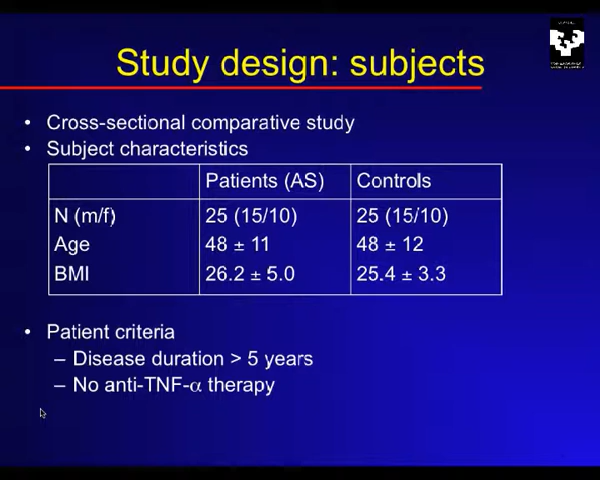 Study design: subjects
• Cross-sectional comparative study
• Subject characteristics
Patients (AS) Controls
N (m/f) 25 (15/10) 25 (15/10)
Age 48 ± 11 48 ± 12
BMI 26.2 ± 5.0 25.4 ± 3.3
• Patient criteria
– Disease duration > 5 years
– No anti-TNF-α therapy